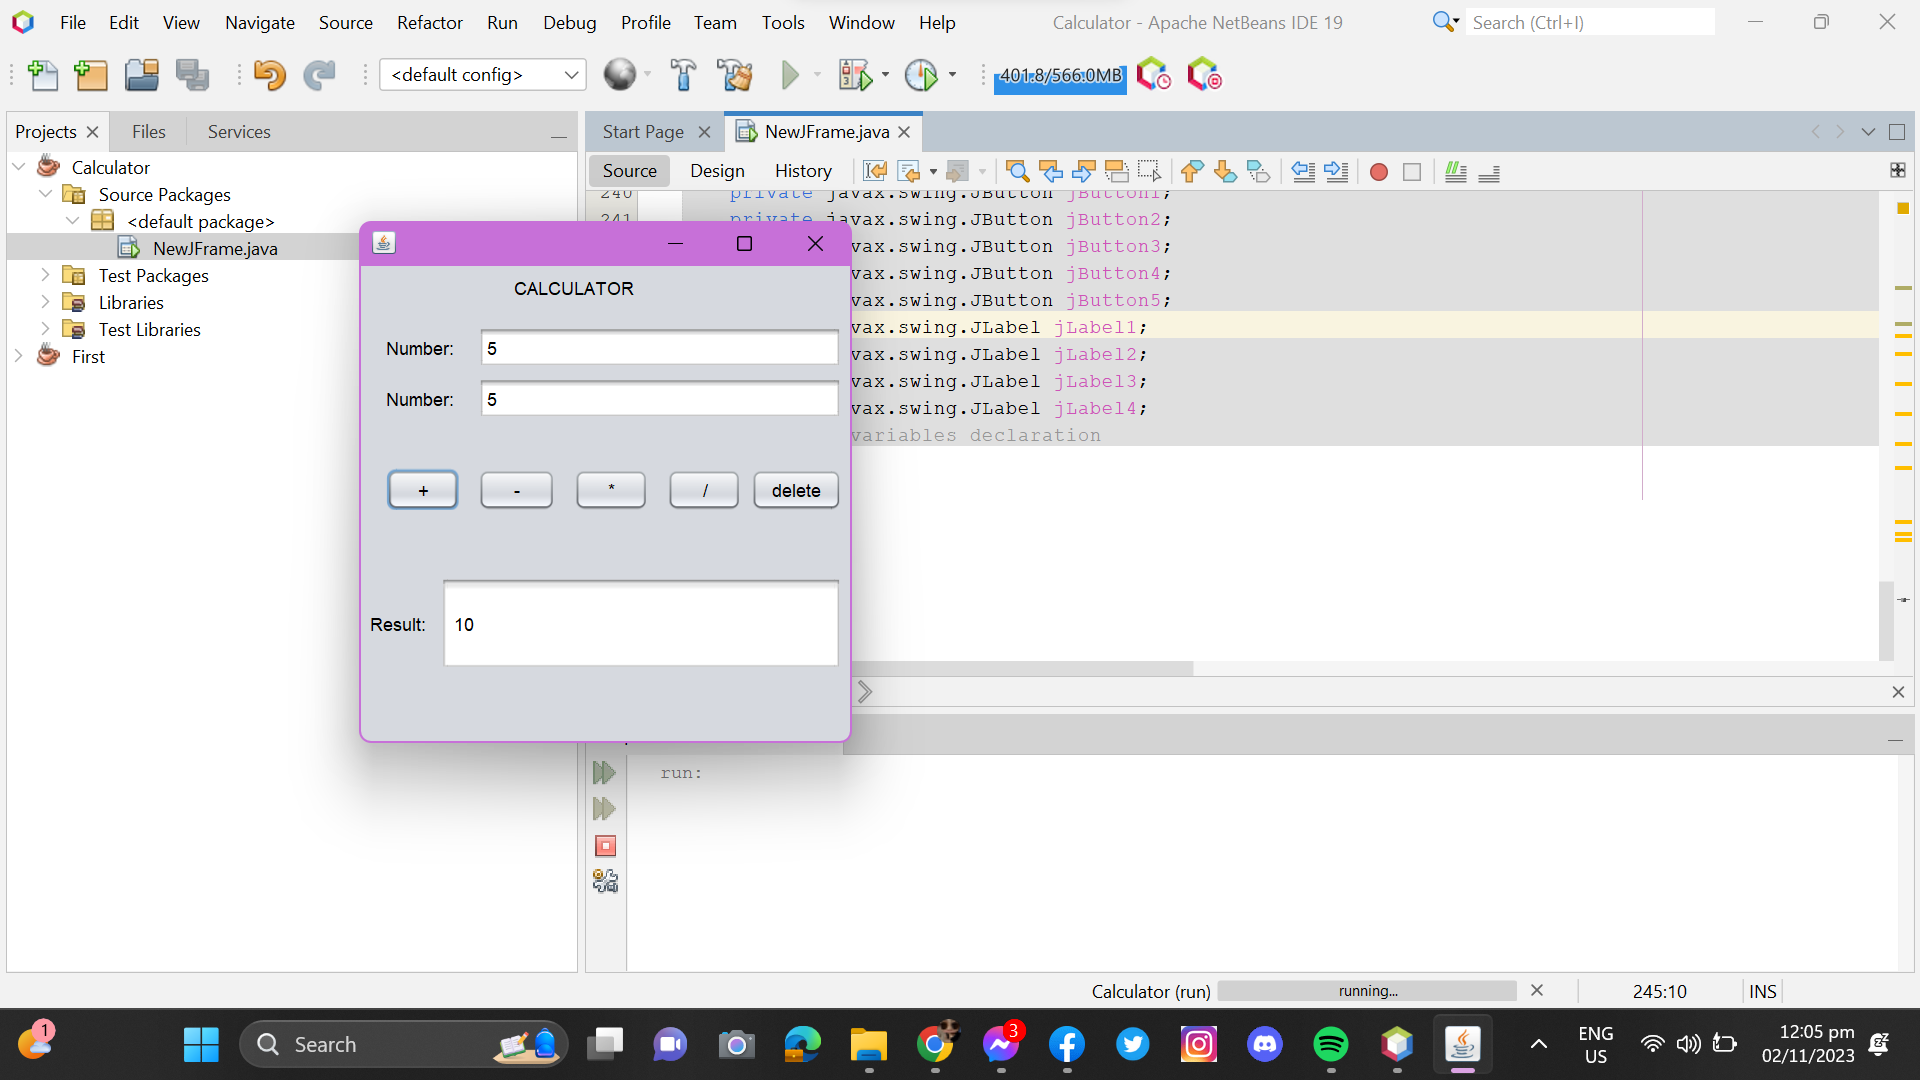 File Edit View Navigate Source Refactor Run Debug Profile Team Tools Window Help
Calculator - Apache NetBeans IDE 19
Search (Ctrl+I)
<default config>
401.8/566.0MB
Projects Files Services
Start Page NewJFrame.java
Source Design History
Calculator
Source Packages
<default package>
NewJFrame.java
Test Packages
Libraries
Test Libraries
First
240 private javax.swing.JButton jButton1;
241 private javax.swing.JButton jButton2;
vax.swing.JButton jButton3;
vax.swing.JButton jButton4;
vax.swing.JButton jButton5;
vax.swing.JLabel jLabel1;
vax.swing.JLabel jLabel2;
vax.swing.JLabel jLabel3;
vax.swing.JLabel jLabel4;
variables declaration
CALCULATOR
Number: 5
Number: 5
+ - * / delete
Result: 10
run:
Calculator (run) running... 245:10 INS
1
Search
3
ENG
US
12:05 pm
02/11/2023